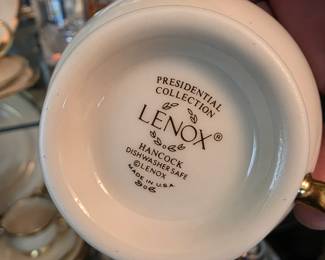 PRESIDENTIAL
COLLECTION
LENOX®
HANCOCK
DISHWASHER SAFE
©LENOX
MADE IN U.S.A.